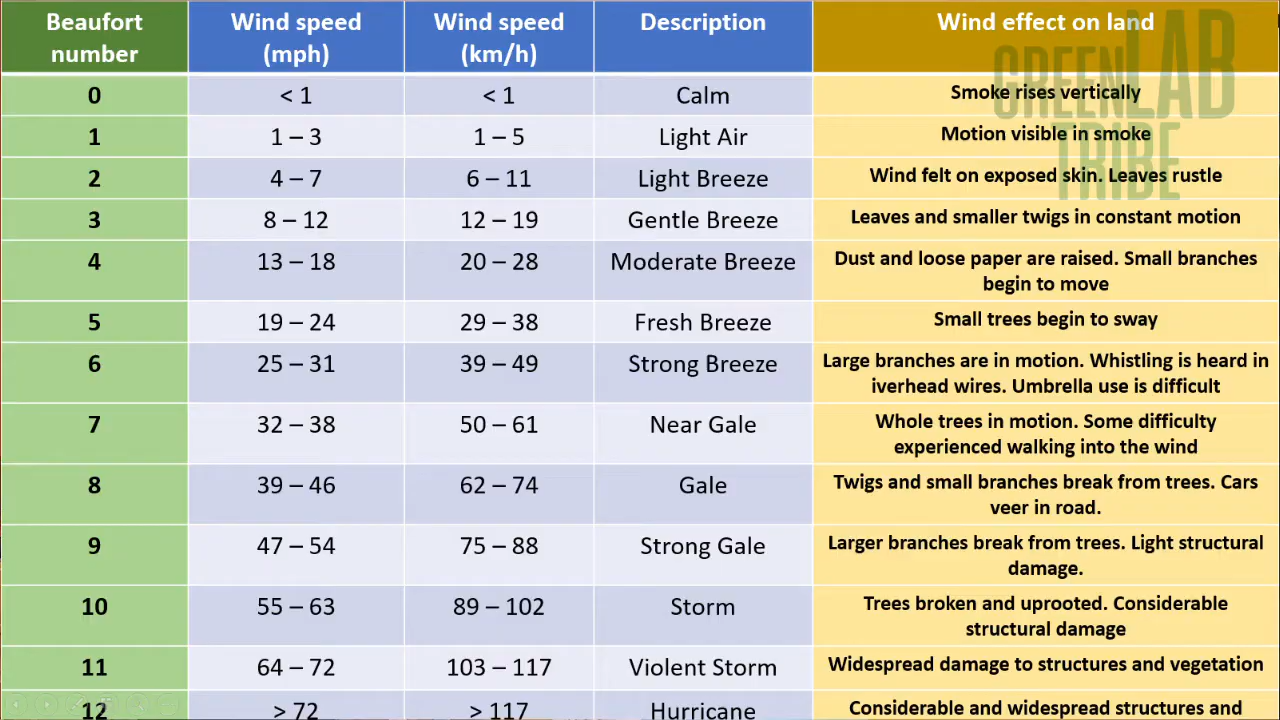 Beaufort number Wind speed (mph) Wind speed (km/h) Description Wind effect on land
GREENLAB TRIBE
0 < 1 < 1 Calm Smoke rises vertically
1 1 – 3 1 – 5 Light Air Motion visible in smoke
2 4 – 7 6 – 11 Light Breeze Wind felt on exposed skin. Leaves rustle
3 8 – 12 12 – 19 Gentle Breeze Leaves and smaller twigs in constant motion
4 13 – 18 20 – 28 Moderate Breeze Dust and loose paper are raised. Small branches
begin to move
5 19 – 24 29 – 38 Fresh Breeze Small trees begin to sway
6 25 – 31 39 – 49 Strong Breeze Large branches are in motion. Whistling is heard in
iverhead wires. Umbrella use is difficult
7 32 – 38 50 – 61 Near Gale Whole trees in motion. Some difficulty
experienced walking into the wind
8 39 – 46 62 – 74 Gale Twigs and small branches break from trees. Cars
veer in road.
9 47 – 54 75 – 88 Strong Gale Larger branches break from trees. Light structural
damage.
10 55 – 63 89 – 102 Storm Trees broken and uprooted. Considerable
structural damage
11 64 – 72 103 – 117 Violent Storm Widespread damage to structures and vegetation
12 > 72 > 117 Hurricane Considerable and widespread structures and